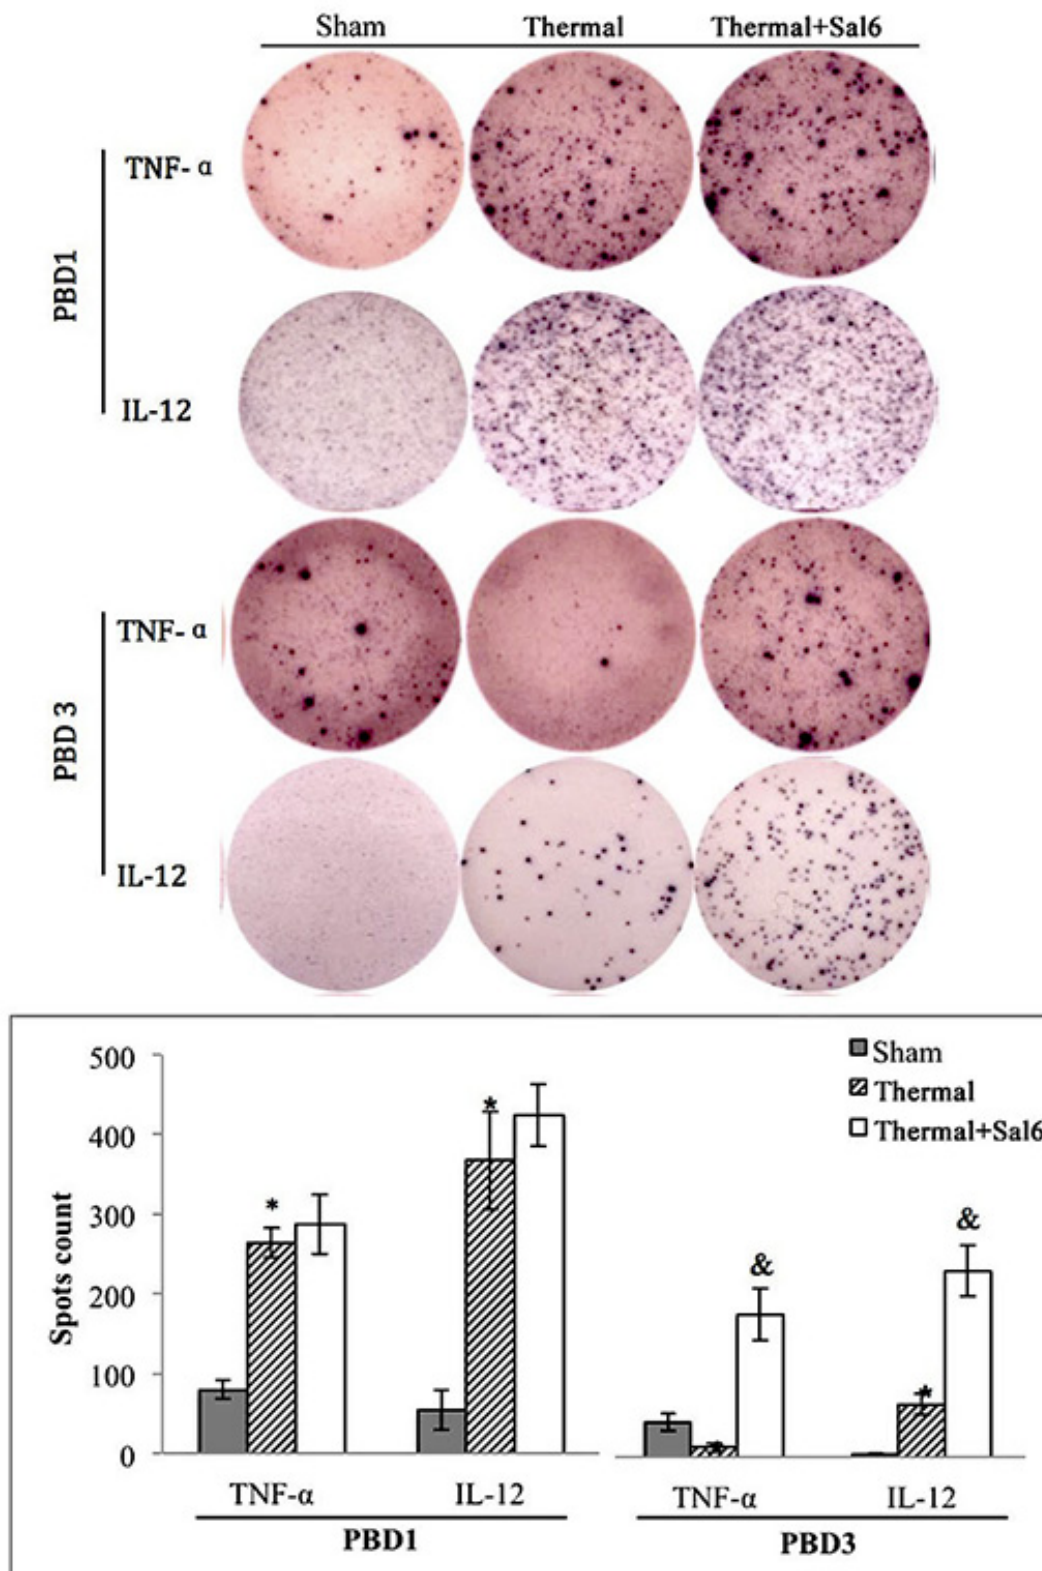 Sham Thermal Thermal+Sal6
TNF-α
PBD1
IL-12
TNF-α
PBD 3
IL-12
Sham
Thermal
Thermal+Sal6
500
400
300
200
100
0
Spots count
*
*
&
&
*
*
TNF-α IL-12 TNF-α IL-12
PBD1 PBD3